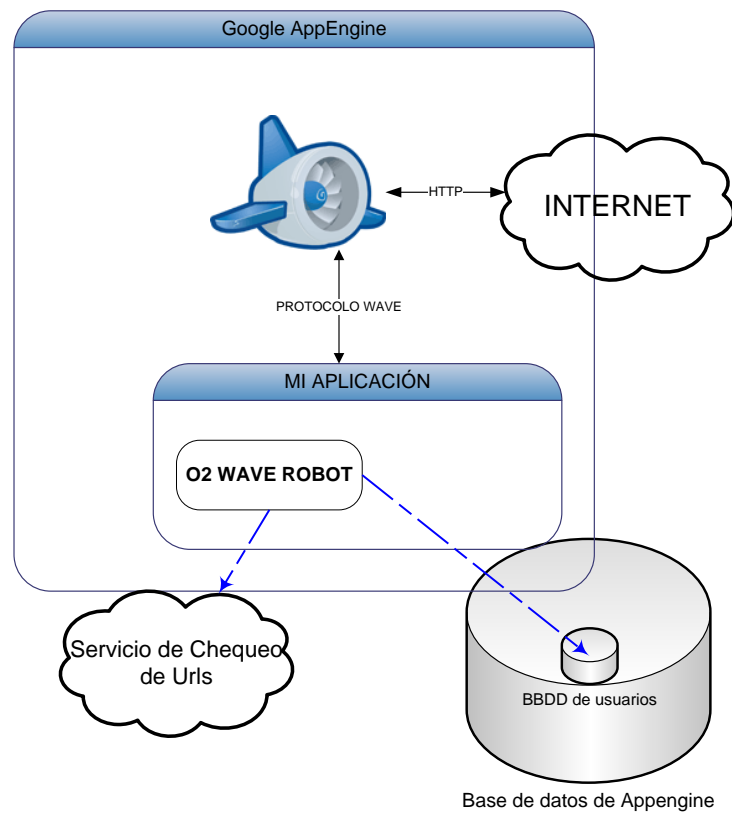 Google AppEngine
HTTP
INTERNET
PROTOCOLO WAVE
MI APLICACIÓN
O2 WAVE ROBOT
Servicio de Chequeo
de Urls
BBDD de usuarios
Base de datos de Appengine